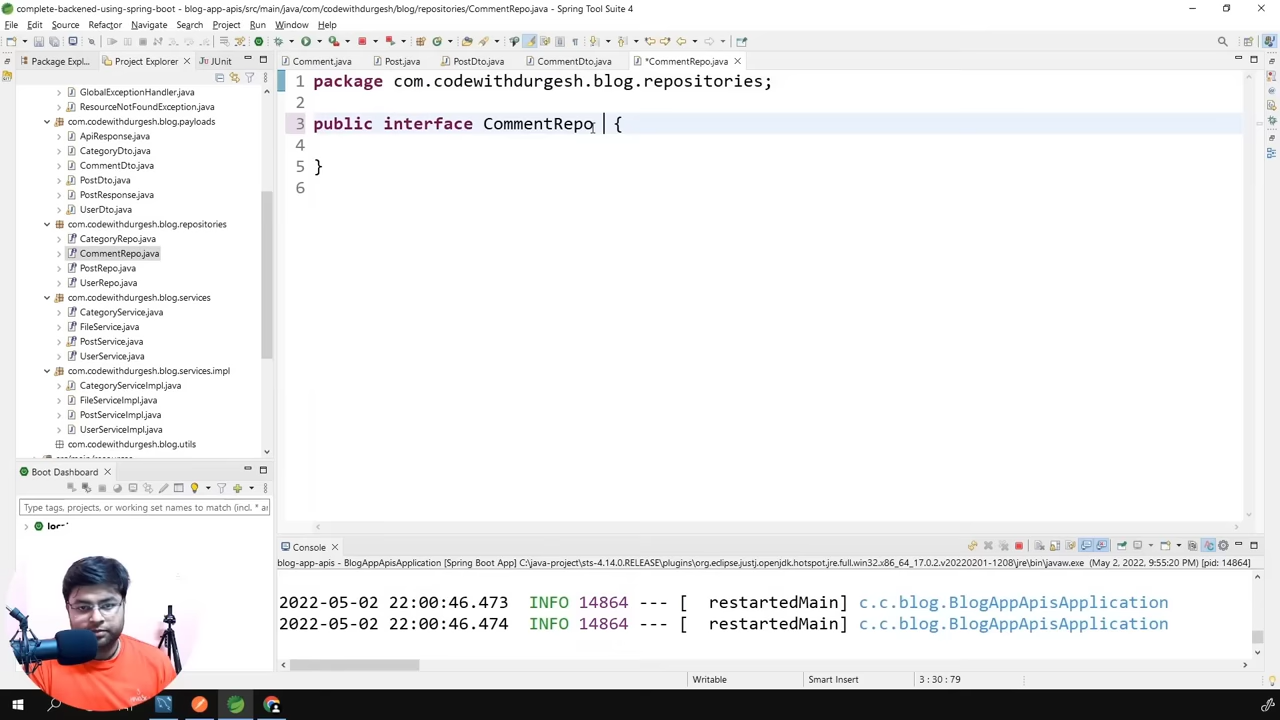 complete-backened-using-spring-boot - blog-app-apis/src/main/java/com/codewithdurgesh/blog/repositories/CommentRepo.java - Spring Tool Suite 4
File Edit Source Refactor Navigate Search Project Run Window Help
Package Expl... Project Explorer JUnit
Comment.java Post.java PostDto.java CommentDto.java *CommentRepo.java
GlobalExceptionHandler.java
ResourceNotFoundException.java
com.codewithdurgesh.blog.payloads
ApiResponse.java
CategoryDto.java
CommentDto.java
PostDto.java
PostResponse.java
UserDto.java
com.codewithdurgesh.blog.repositories
CategoryRepo.java
CommentRepo.java
PostRepo.java
UserRepo.java
com.codewithdurgesh.blog.services
CategoryService.java
FileService.java
PostService.java
UserService.java
com.codewithdurgesh.blog.services.impl
CategoryServiceImpl.java
FileServiceImpl.java
PostServiceImpl.java
UserServiceImpl.java
com.codewithdurgesh.blog.utils
1 package com.codewithdurgesh.blog.repositories;
2
3 public interface CommentRepo {
4
5 }
6
Boot Dashboard
Type tags, projects, or working set names to match (incl. * ar
Console
blog-app-apis - BlogAppApisApplication [Spring Boot App] C:\java-project\sts-4.14.0.RELEASE\plugins\org.eclipse.justj.openjdk.hotspot.jre.full.win32.x86_64_17.0.2.v20220201-1208\jre\bin\javaw.exe (May 2, 2022, 9:55:20 PM) [pid: 14864]
2022-05-02 22:00:46.473 INFO 14864 --- [ restartedMain] c.c.blog.BlogAppApisApplication
2022-05-02 22:00:46.474 INFO 14864 --- [ restartedMain] c.c.blog.BlogAppApisApplication
Writable Smart Insert 3 : 30 : 79